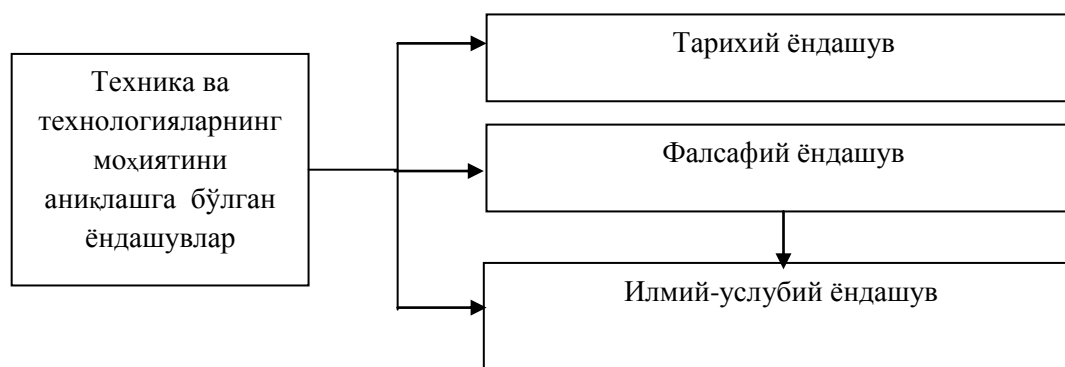 Техника ва
технологияларнинг
моҳиятини
аниқлашга бўлган
ёндашувлар
Тарихий ёндашув
Фалсафий ёндашув
Илмий-услубий ёндашув